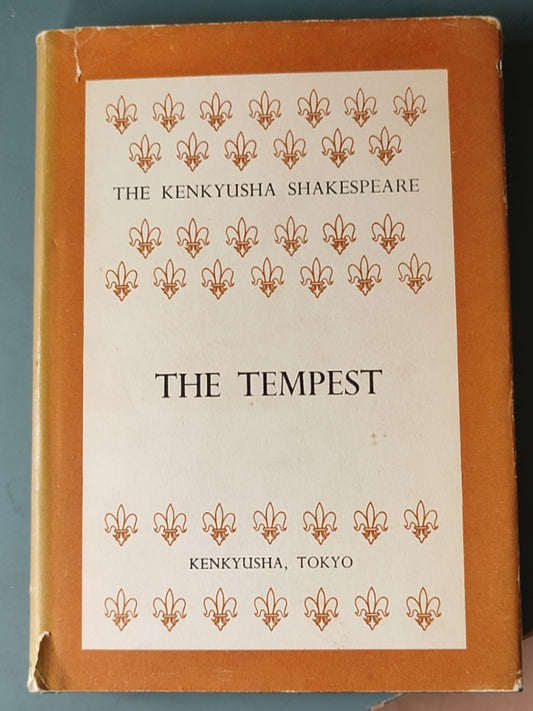 THE KENKYUSHA SHAKESPEARE
THE TEMPEST
KENKYUSHA, TOKYO